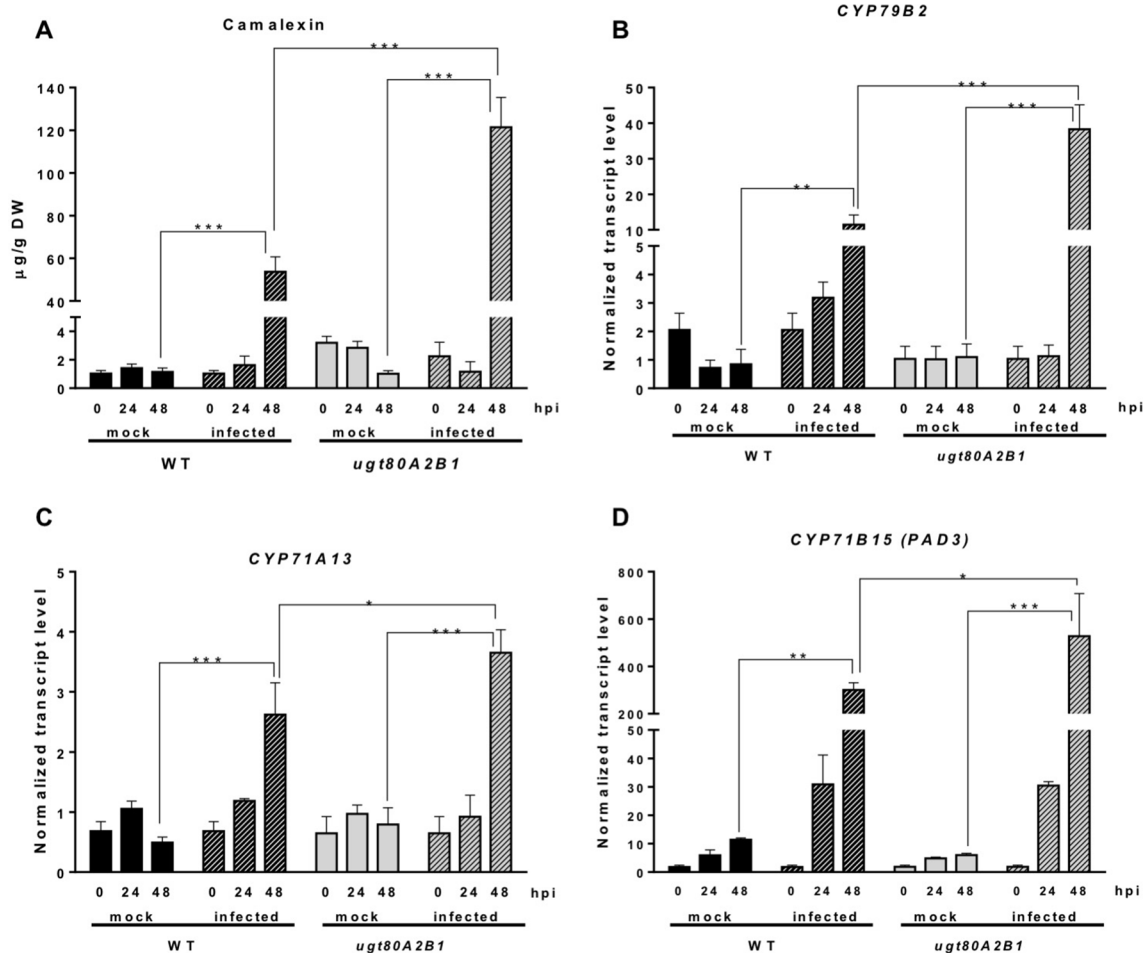 A
Camalexin
***
***
***
140
120
100
80
60
40
4
2
0
µg/g DW
0 24 48 0 24 48 0 24 48 0 24 48 hpi
mock infected mock infected
WT ugt80A2B1
B
CYP79B2
***
***
**
50
40
30
20
10
5
4
3
2
1
0
Normalized transcript level
0 24 48 0 24 48 0 24 48 0 24 48 hpi
mock infected mock infected
WT ugt80A2B1
C
CYP71A13
*
***
***
5
4
3
2
1
0
Normalized transcript level
0 24 48 0 24 48 0 24 48 0 24 48 hpi
mock infected mock infected
WT ugt80A2B1
D
CYP71B15 (PAD3)
*
***
**
800
600
400
200
50
40
30
20
10
0
Normalized transcript level
0 24 48 0 24 48 0 24 48 0 24 48 hpi
mock infected mock infected
WT ugt80A2B1